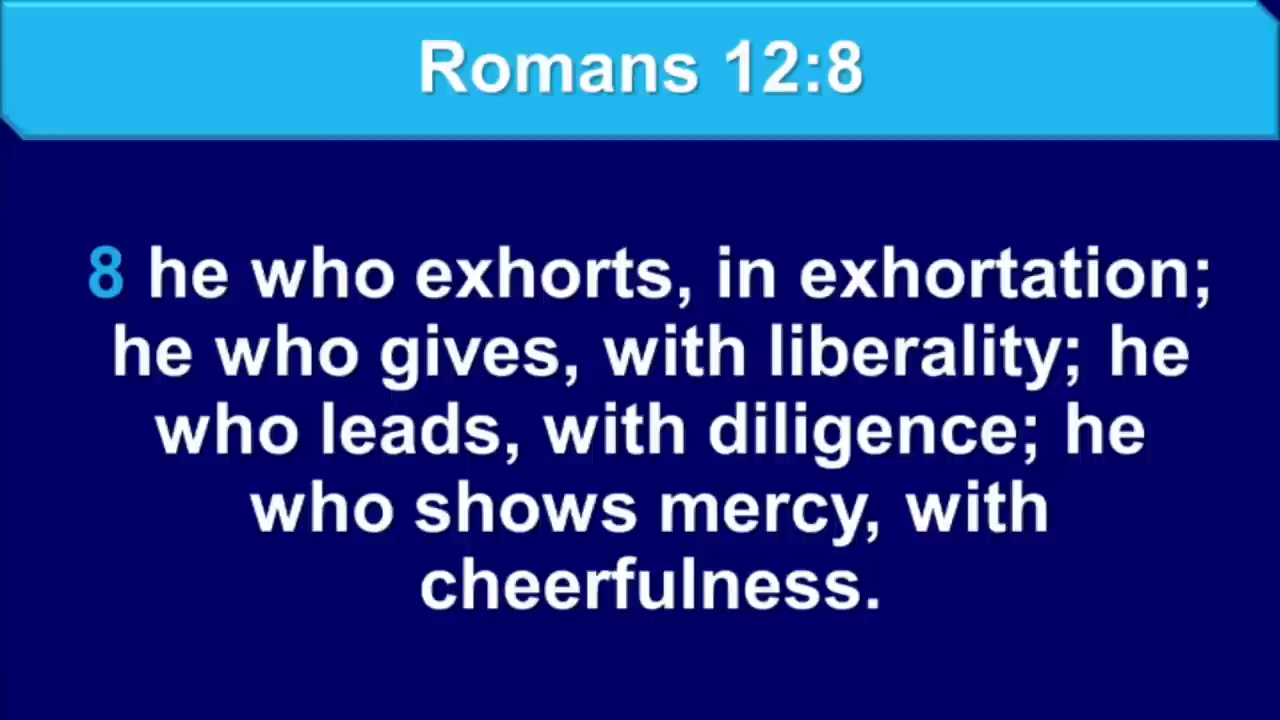 Romans 12:8
8 he who exhorts, in exhortation;
he who gives, with liberality; he
who leads, with diligence; he
who shows mercy, with
cheerfulness.